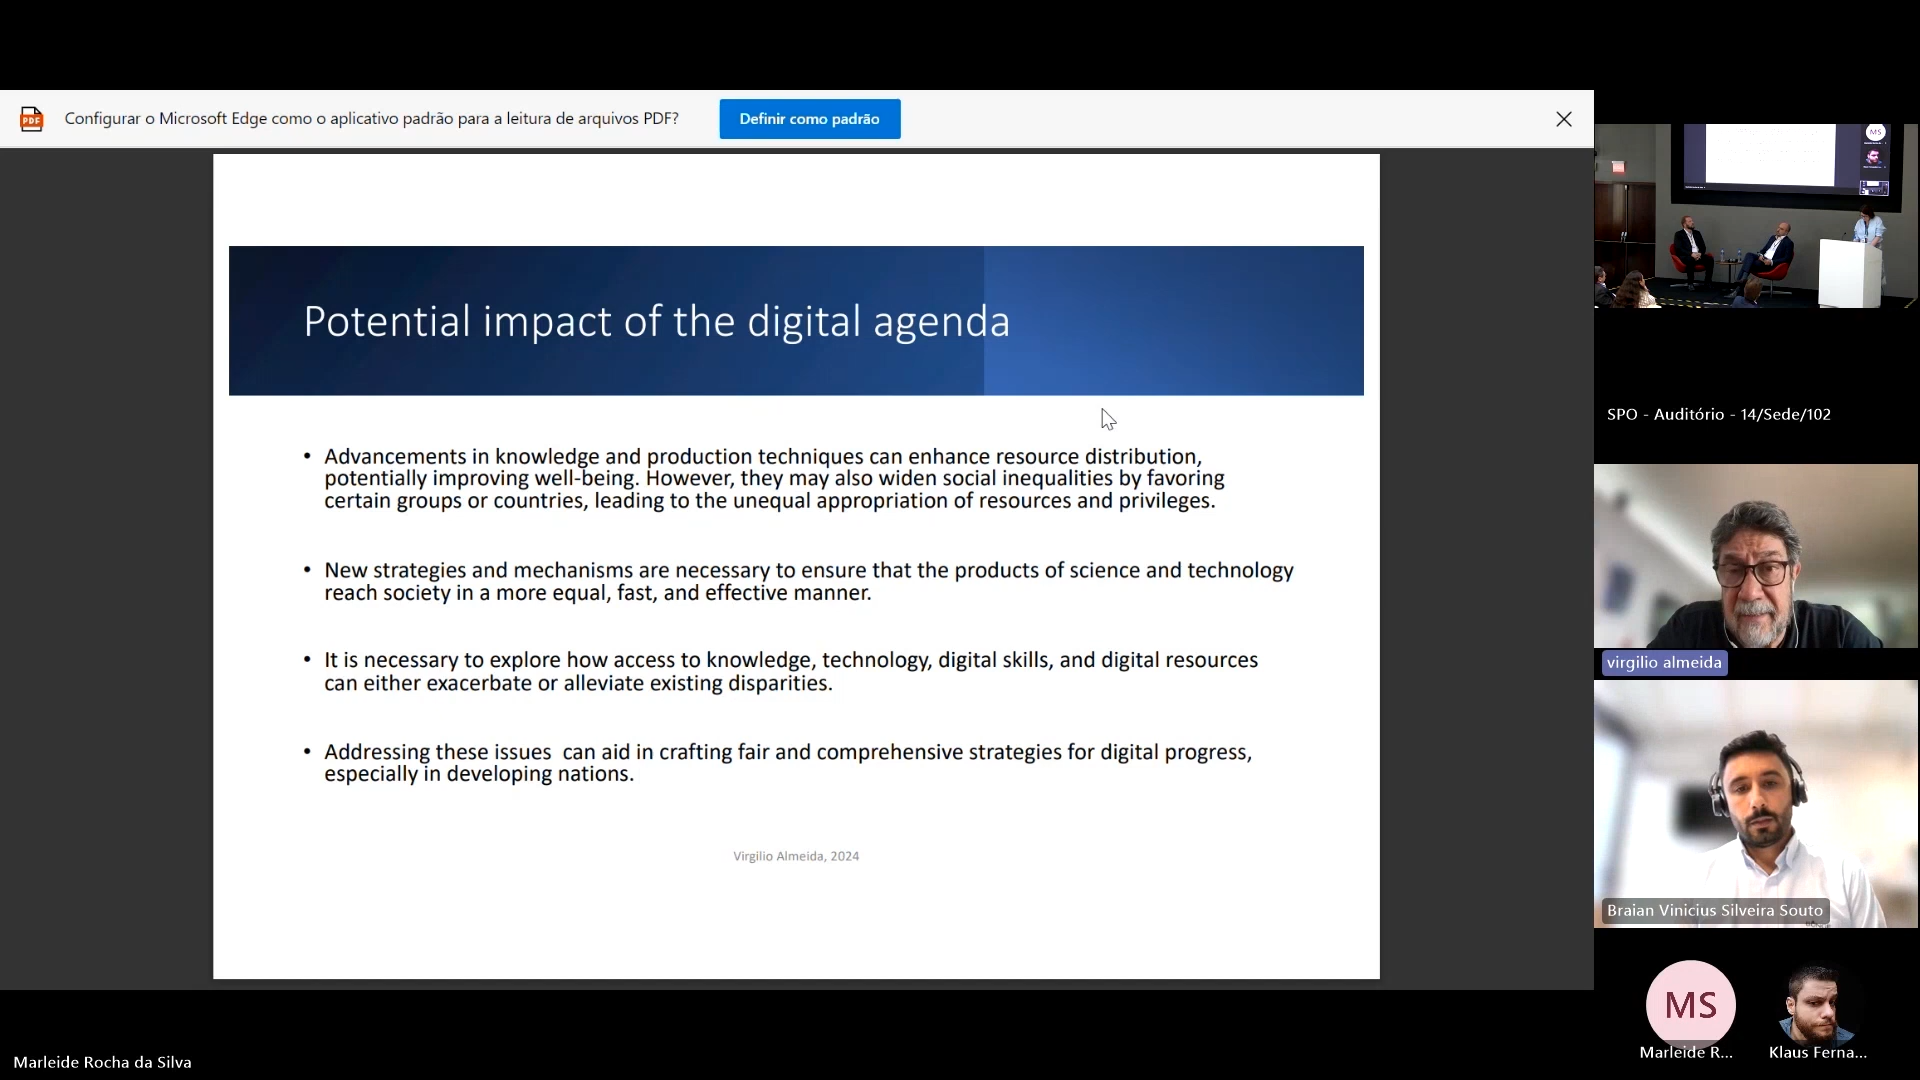 Configurar o Microsoft Edge como o aplicativo padrão para a leitura de arquivos PDF?
Definir como padrão
PDF
Potential impact of the digital agenda
• Advancements in knowledge and production techniques can enhance resource distribution,
potentially improving well-being. However, they may also widen social inequalities by favoring
certain groups or countries, leading to the unequal appropriation of resources and privileges.
• New strategies and mechanisms are necessary to ensure that the products of science and technology
reach society in a more equal, fast, and effective manner.
• It is necessary to explore how access to knowledge, technology, digital skills, and digital resources
can either exacerbate or alleviate existing disparities.
• Addressing these issues can aid in crafting fair and comprehensive strategies for digital progress,
especially in developing nations.
Virgilio Almeida, 2024
MS
SPO - Auditório - 14/Sede/102
virgilio almeida
Braian Vinicius Silveira Souto
MS
Marleide R...
Klaus Ferna...
Marleide Rocha da Silva